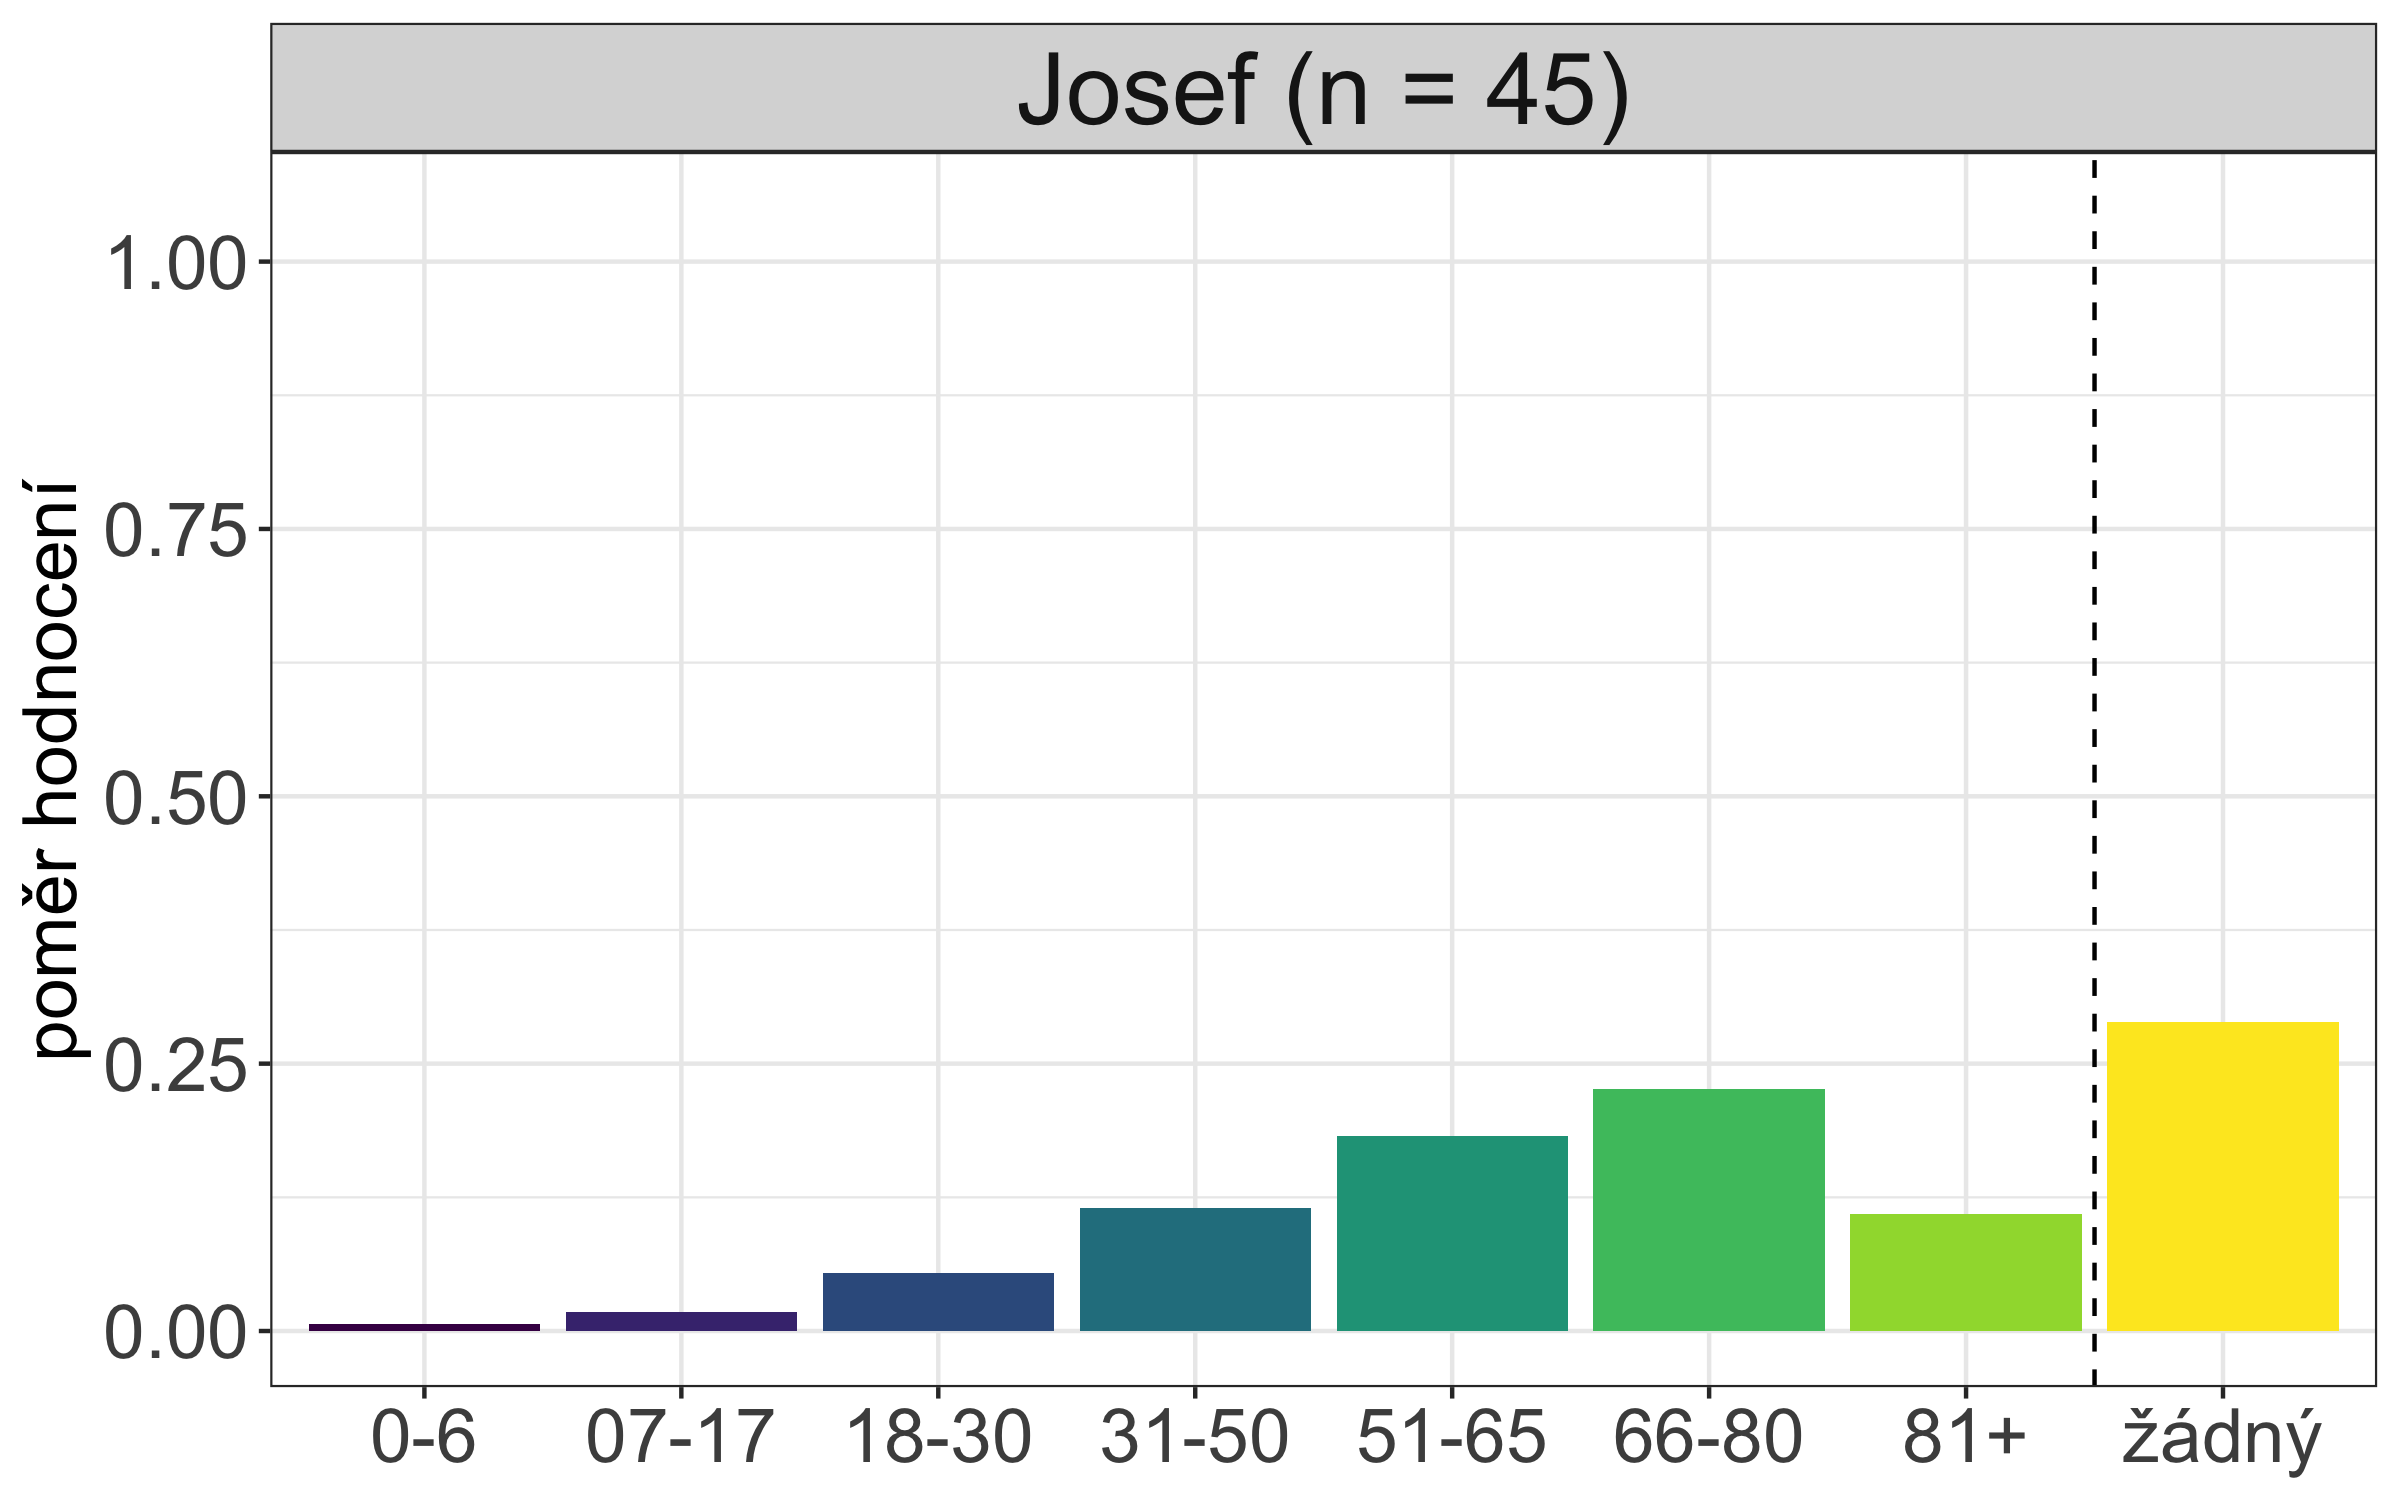 Josef (n = 45)
poměr hodnocení
1.00
0.75
0.50
0.25
0.00
0-6 07-17 18-30 31-50 51-65 66-80 81+ žádný